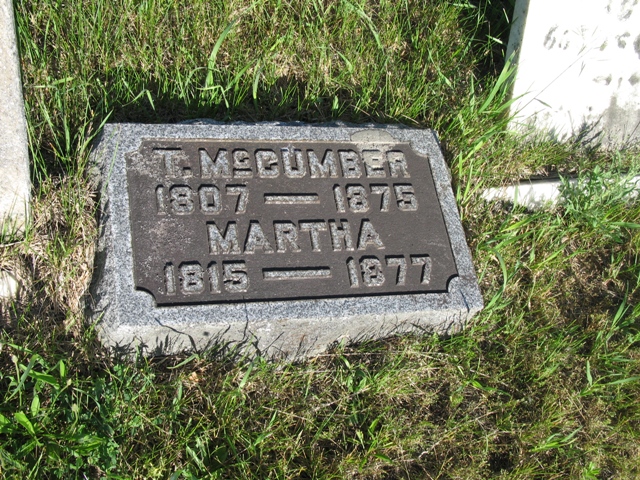 T. McCUMBER
1807 — 1875
MARTHA
1815 — 1877